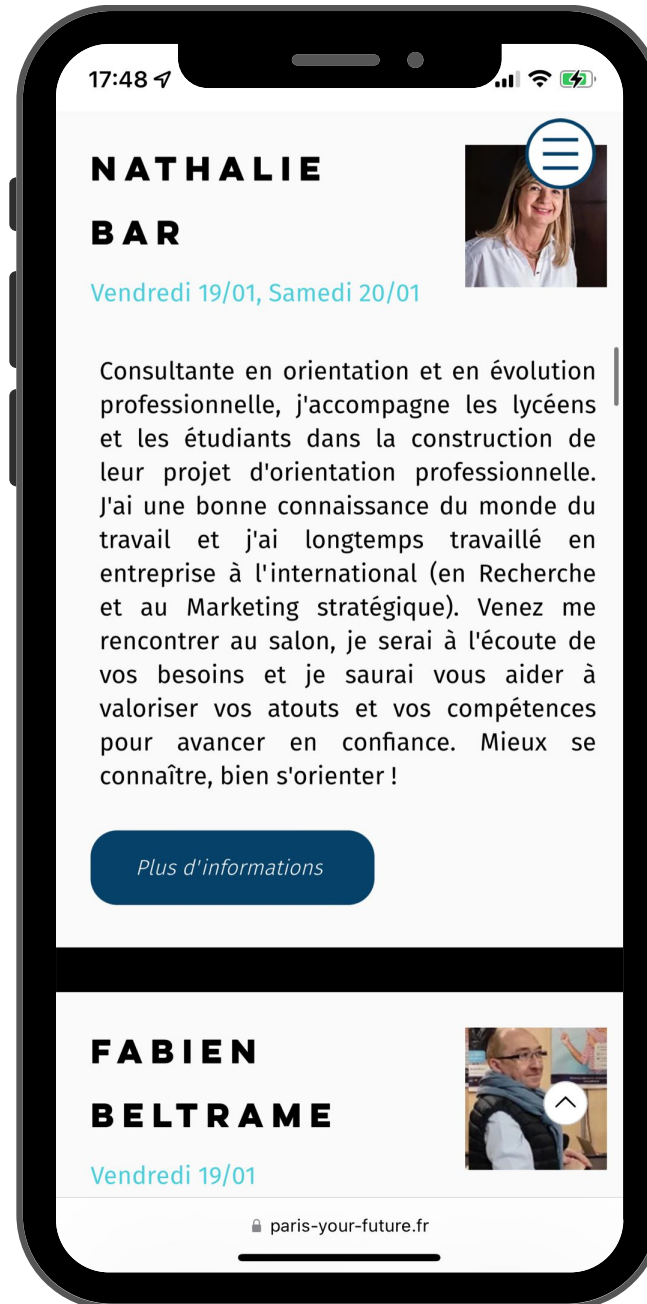 17:48
NATHALIE
BAR
Vendredi 19/01, Samedi 20/01
Consultante en orientation et en évolution
professionnelle, j'accompagne les lycéens
et les étudiants dans la construction de
leur projet d'orientation professionnelle.
J'ai une bonne connaissance du monde du
travail et j'ai longtemps travaillé en
entreprise à l'international (en Recherche
et au Marketing stratégique). Venez me
rencontrer au salon, je serai à l'écoute de
vos besoins et je saurai vous aider à
valoriser vos atouts et vos compétences
pour avancer en confiance. Mieux se
connaître, bien s'orienter !
Plus d'informations
FABIEN
BELTRAME
Vendredi 19/01
paris-your-future.fr